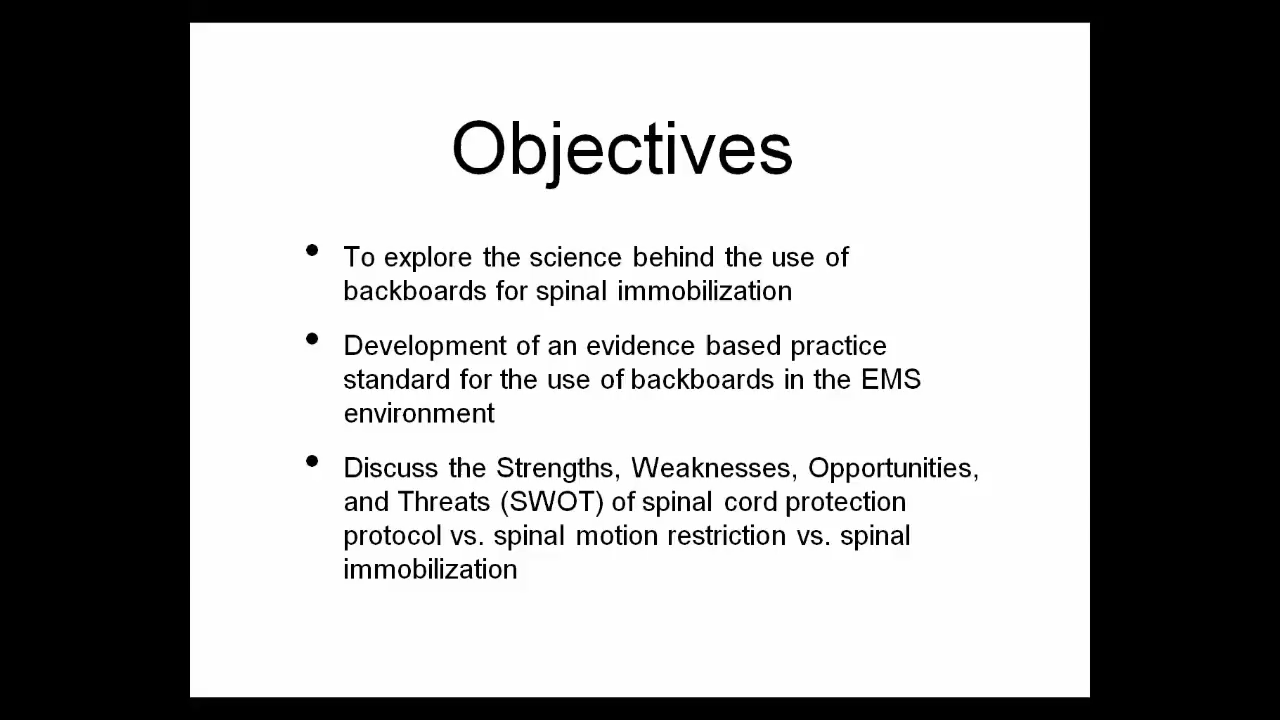 Objectives
• To explore the science behind the use of
backboards for spinal immobilization
• Development of an evidence based practice
standard for the use of backboards in the EMS
environment
• Discuss the Strengths, Weaknesses, Opportunities,
and Threats (SWOT) of spinal cord protection
protocol vs. spinal motion restriction vs. spinal
immobilization